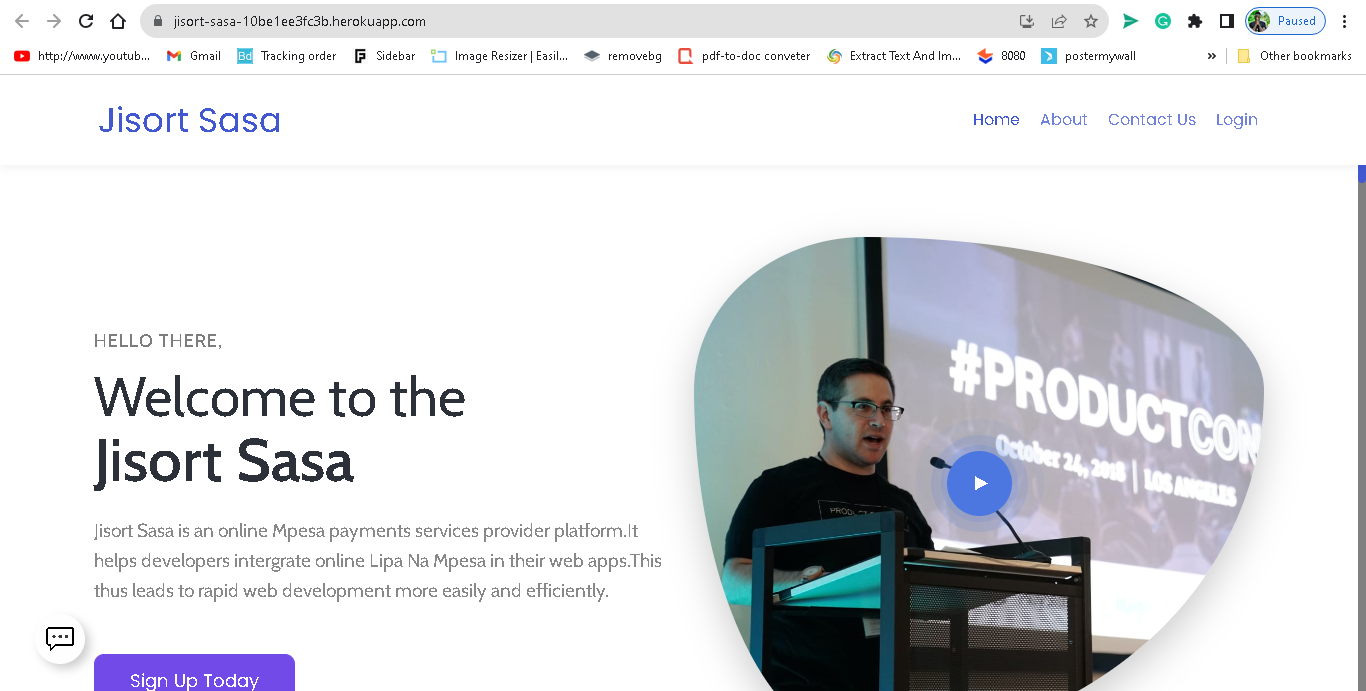 jisort-sasa-10be1ee3fc3b.herokuapp.com
Paused
http://www.youtub...
Gmail
Bd
Tracking order
Sidebar
Image Resizer | Easil...
removebg
pdf-to-doc conveter
Extract Text And Im...
8080
postermywall
»
Other bookmarks
Jisort Sasa
Home
About
Contact Us
Login
HELLO THERE,
Welcome to the
Jisort Sasa
Jisort Sasa is an online Mpesa payments services provider platform.It
helps developers intergrate online Lipa Na Mpesa in their web apps.This
thus leads to rapid web development more easily and efficiently.
Sign Up Today
#PRODUCTCON
October 24, 2018 | LOS ANGELES